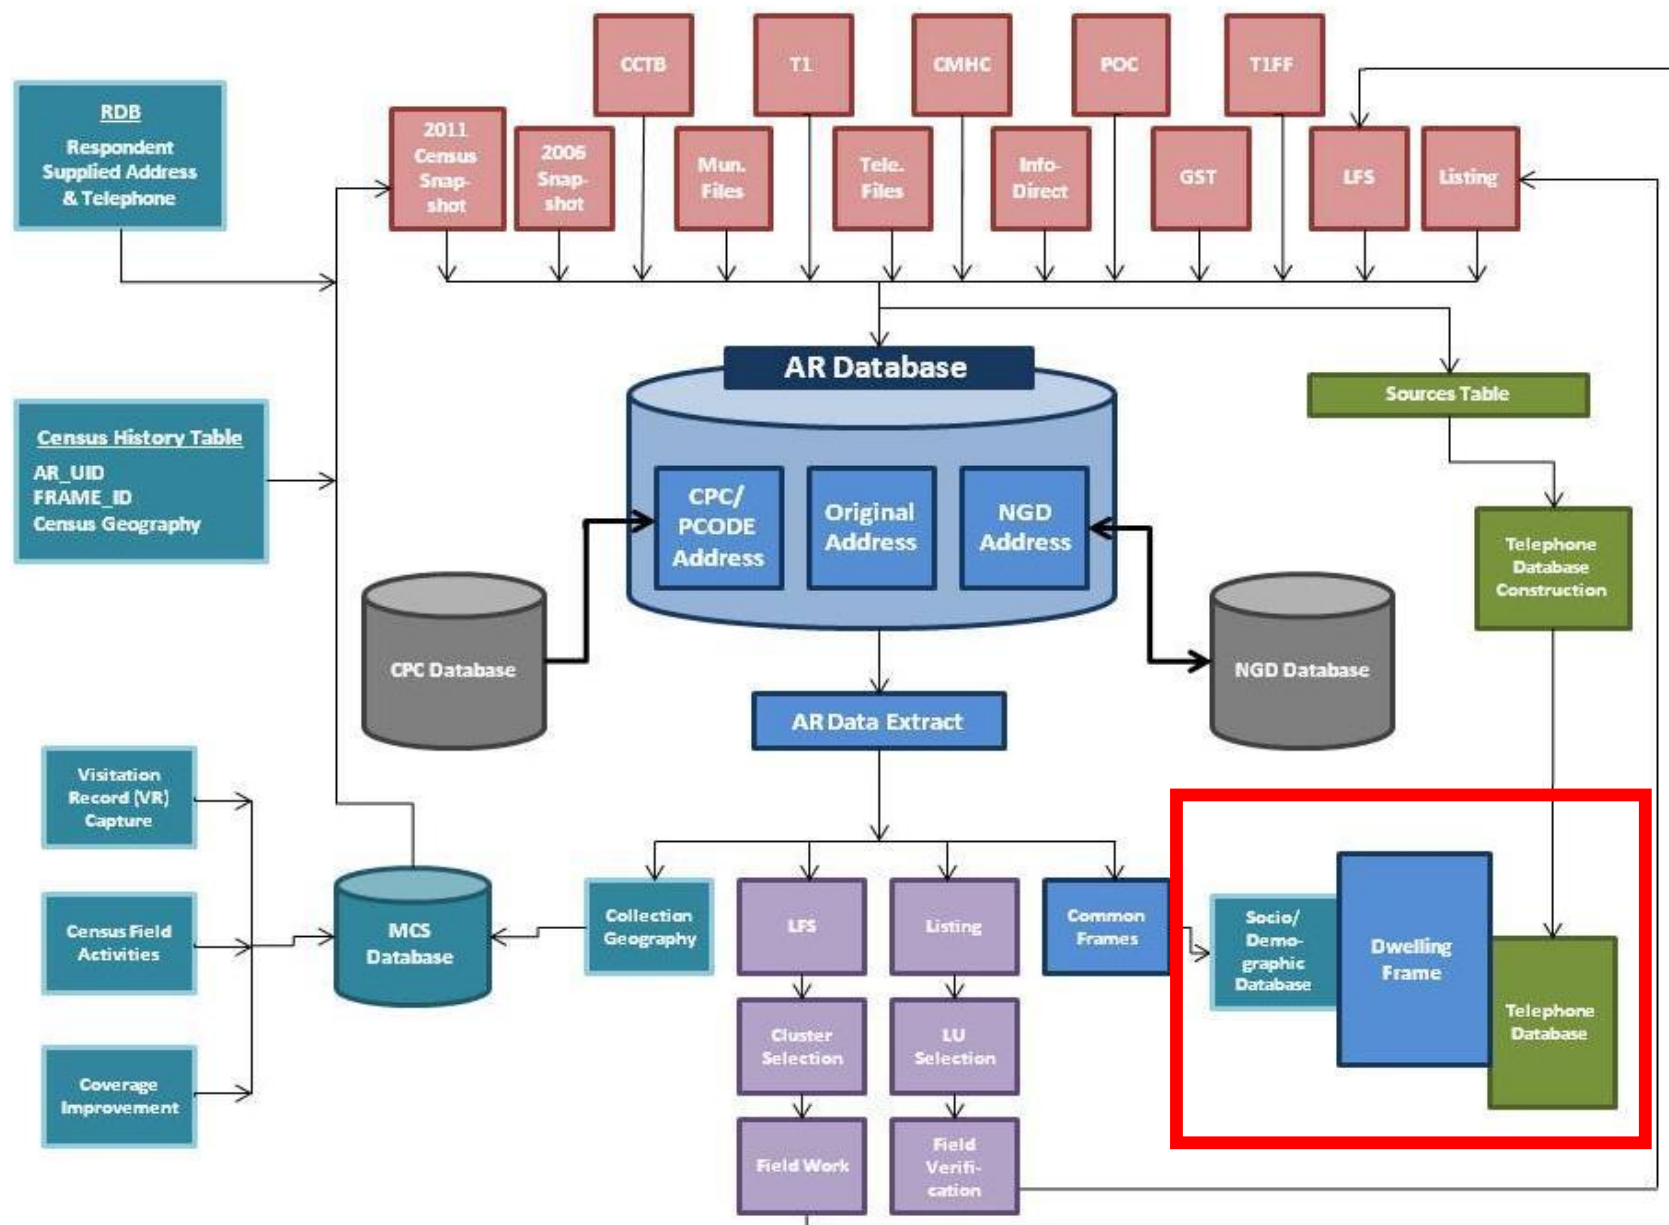 CCTB
T1
CMHC
POC
T1FF
RDB
Respondent
Supplied Address
& Telephone
2011
Census
Snap-
shot
2006
Snap-
shot
Mun.
Files
Tele.
Files
Info-
Direct
GST
LFS
Listing
AR Database
Sources Table
Census History Table
AR_UID
FRAME_ID
Census Geography
CPC/
PCODE
Address
Original
Address
NGD
Address
Telephone
Database
Construction
CPC Database
NGD Database
AR Data Extract
Visitation
Record (VR)
Capture
Census Field
Activities
Coverage
Improvement
MCS
Database
Collection
Geography
LFS
Listing
Common
Frames
Socio/
Demo-
graphic
Database
Dwelling
Frame
Telephone
Database
Cluster
Selection
LU
Selection
Field Work
Field
Verifi-
cation